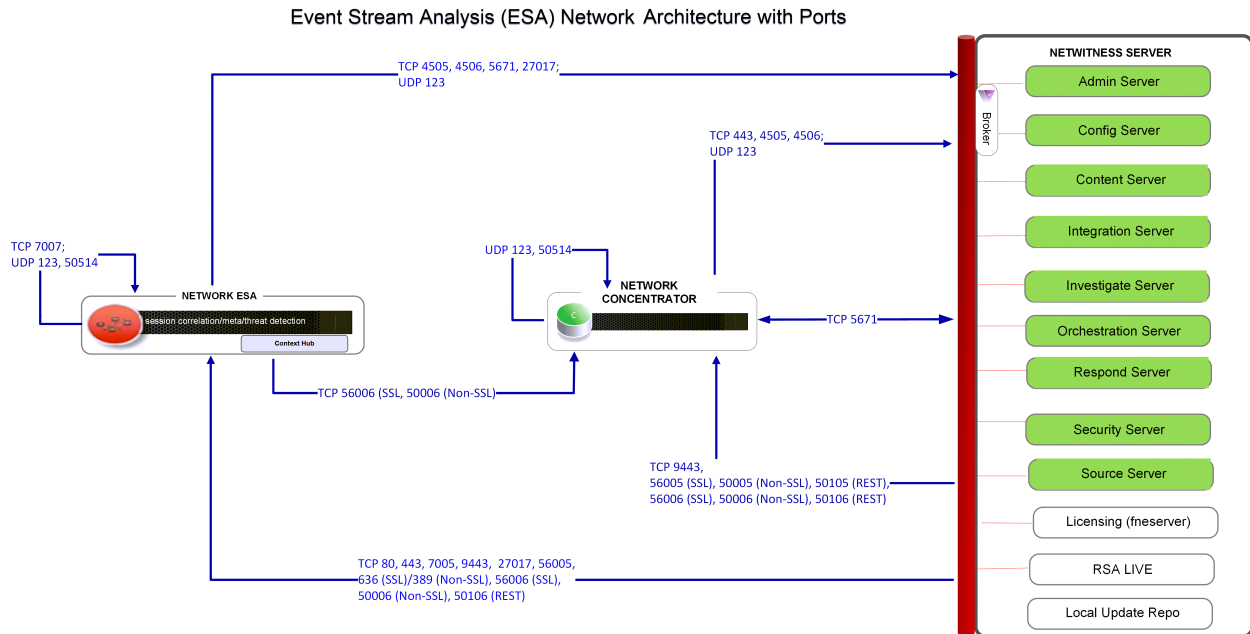 Event Stream Analysis (ESA) Network Architecture with Ports
TCP 4505, 4506, 5671, 27017;
UDP 123
TCP 443, 4505, 4506;
UDP 123
TCP 7007;
UDP 123, 50514
UDP 123, 50514
NETWORK ESA
session correlation/meta/threat detection
Context Hub
NETWORK
CONCENTRATOR
C
TCP 5671
TCP 56006 (SSL, 50006 (Non-SSL)
TCP 9443,
56005 (SSL), 50005 (Non-SSL), 50105 (REST),
56006 (SSL), 50006 (Non-SSL), 50106 (REST)
TCP 80, 443, 7005, 9443, 27017, 56005,
636 (SSL)/389 (Non-SSL), 56006 (SSL),
50006 (Non-SSL), 50106 (REST)
NETWITNESS SERVER
Broker
Admin Server
Config Server
Content Server
Integration Server
Investigate Server
Orchestration Server
Respond Server
Security Server
Source Server
Licensing (fneserver)
RSA LIVE
Local Update Repo